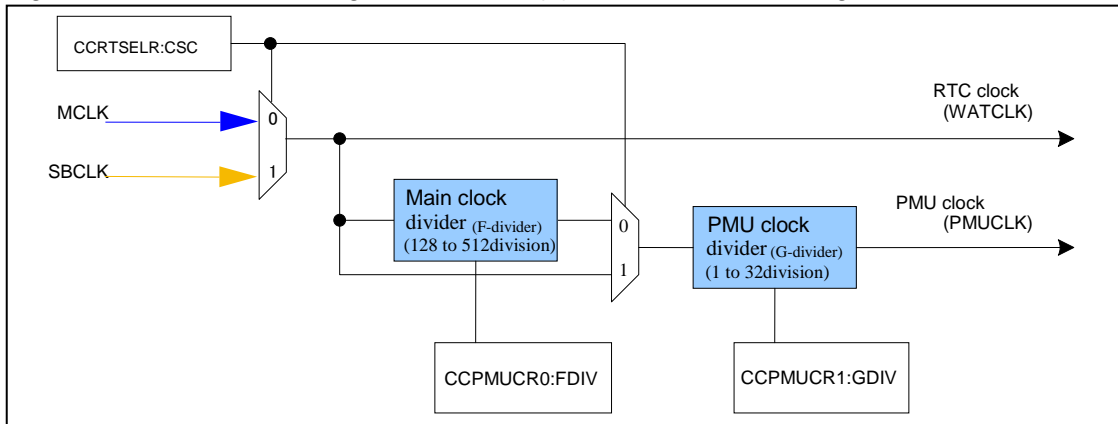 CCRTSELR:CSC
MCLK
SBCLK
0
1
RTC clock
(WATCLK)
Main clock
divider (F-divider)
(128 to 512division)
0
1
PMU clock
divider (G-divider)
(1 to 32division)
PMU clock
(PMUCLK)
CCPMUCR0:FDIV
CCPMUCR1:GDIV